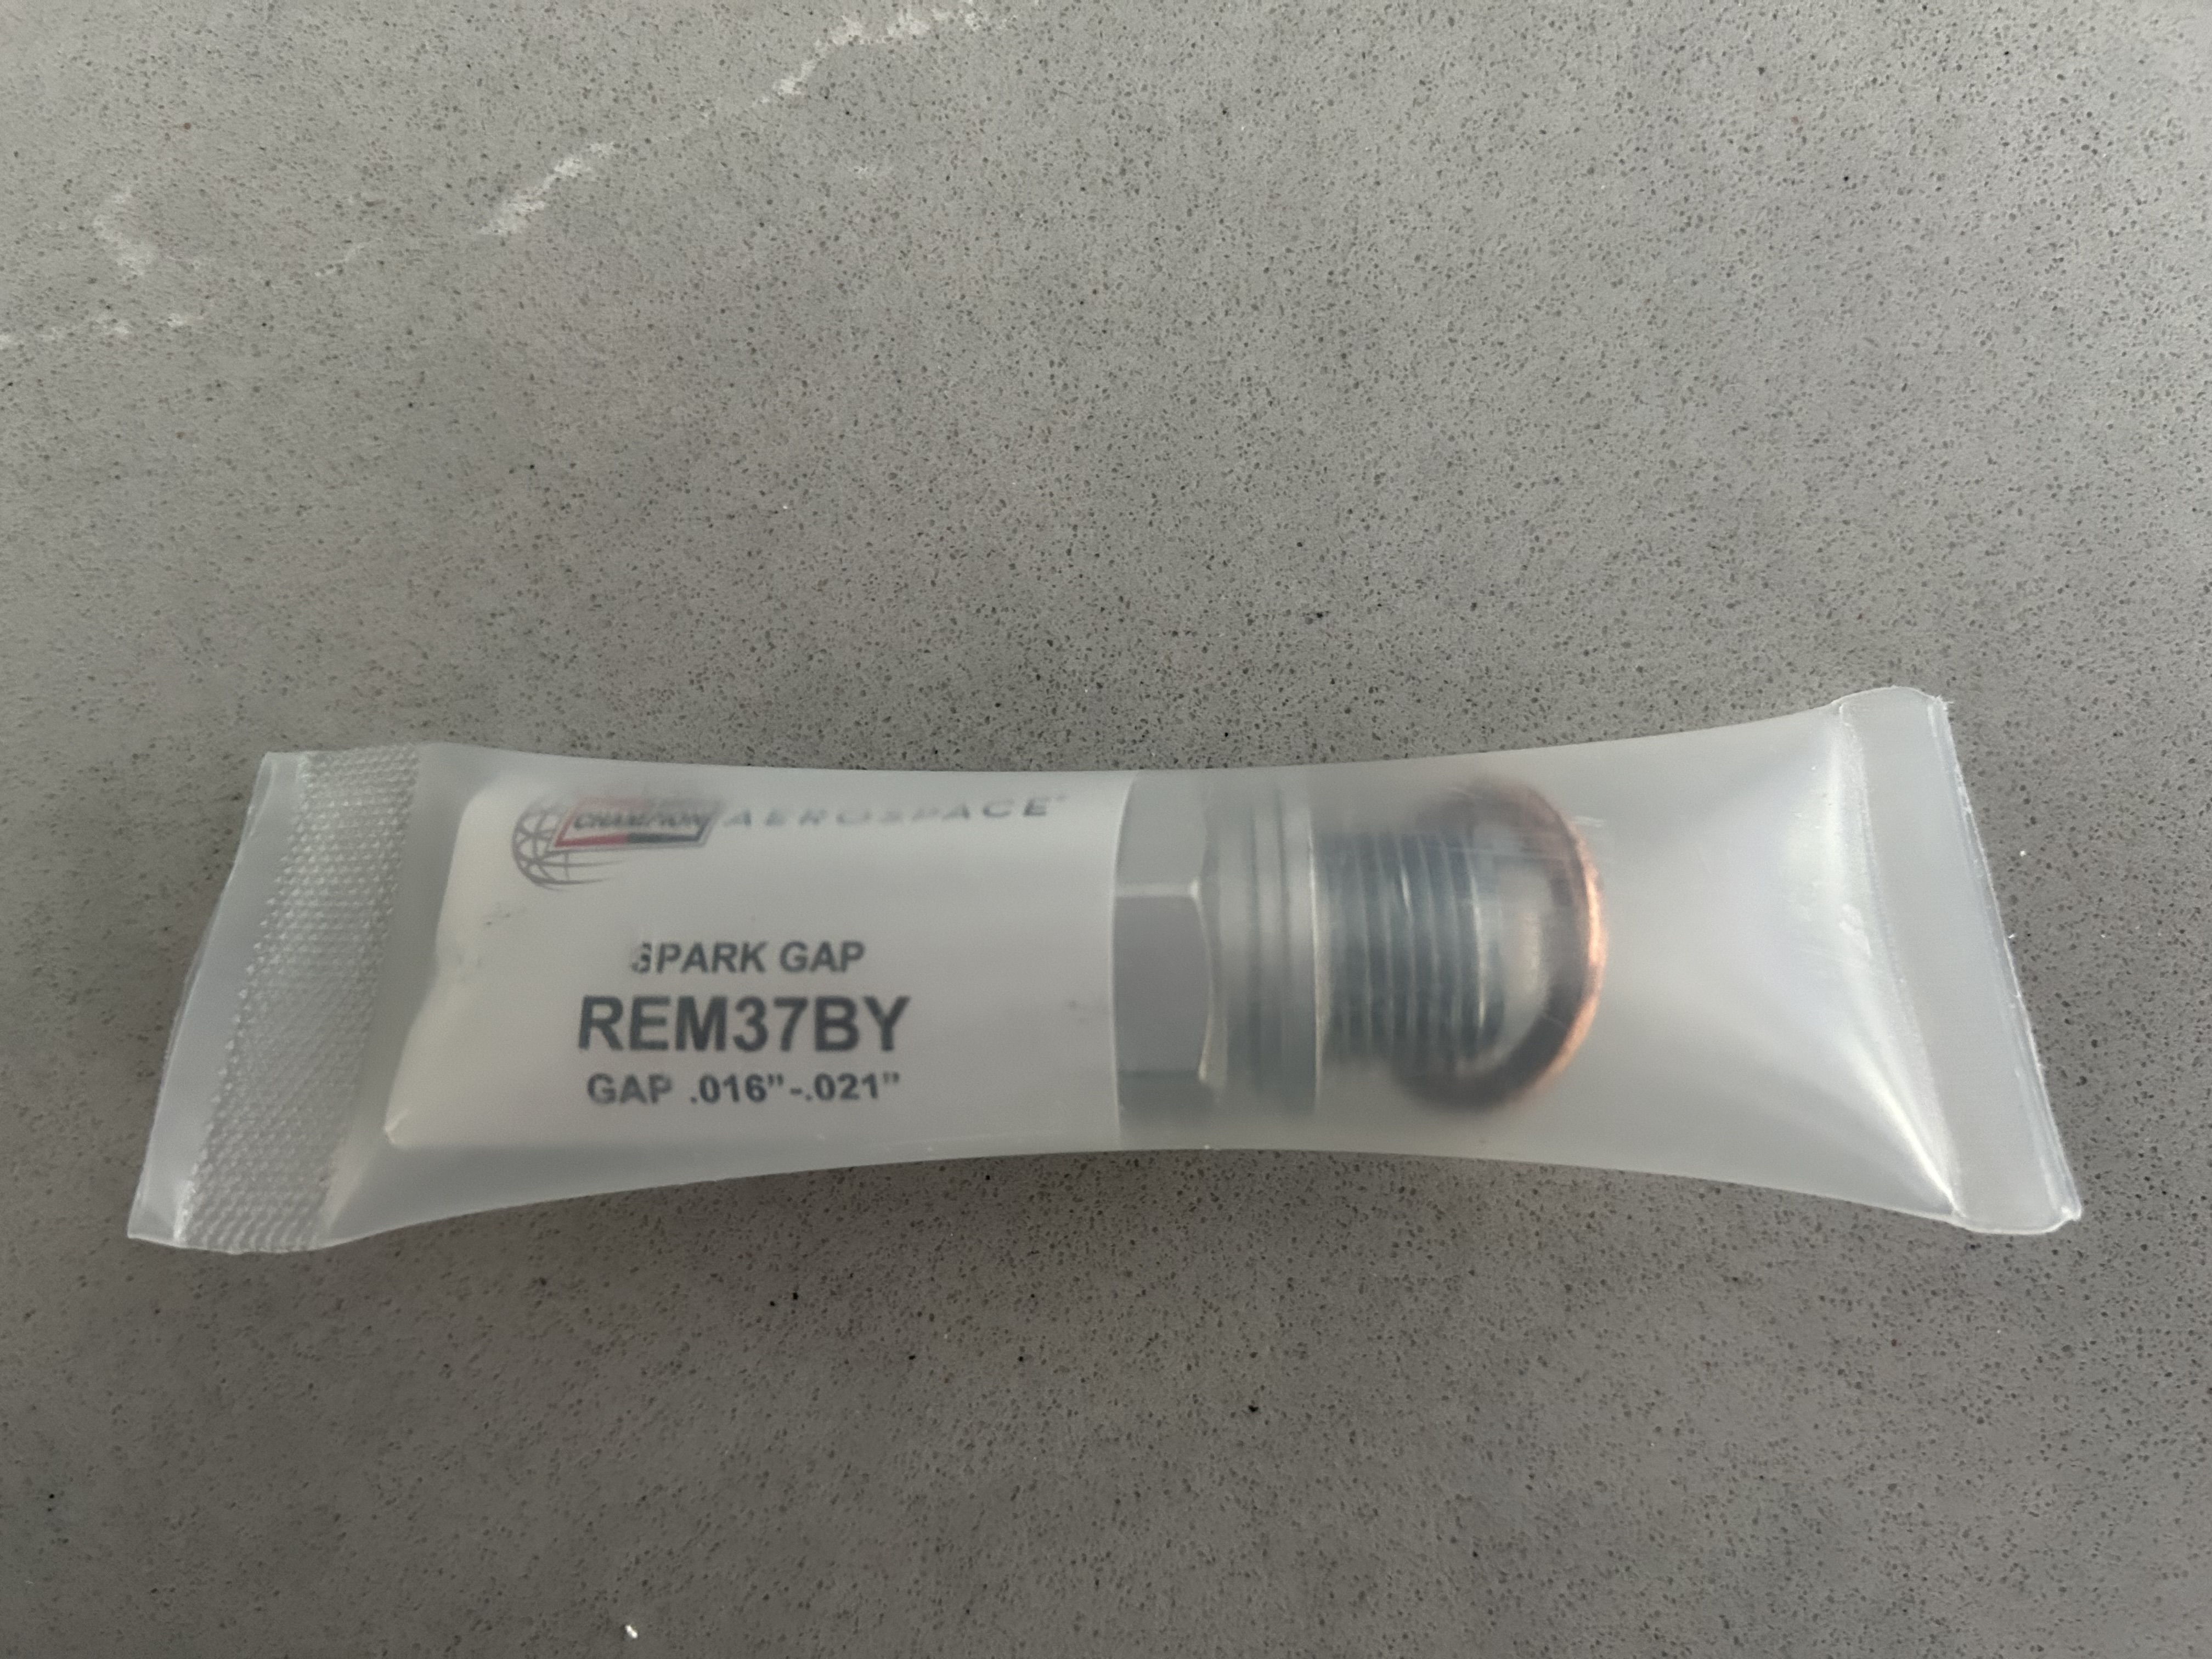 CHAMPION AEROSPACE
SPARK GAP
REM37BY
GAP .016”-.021”